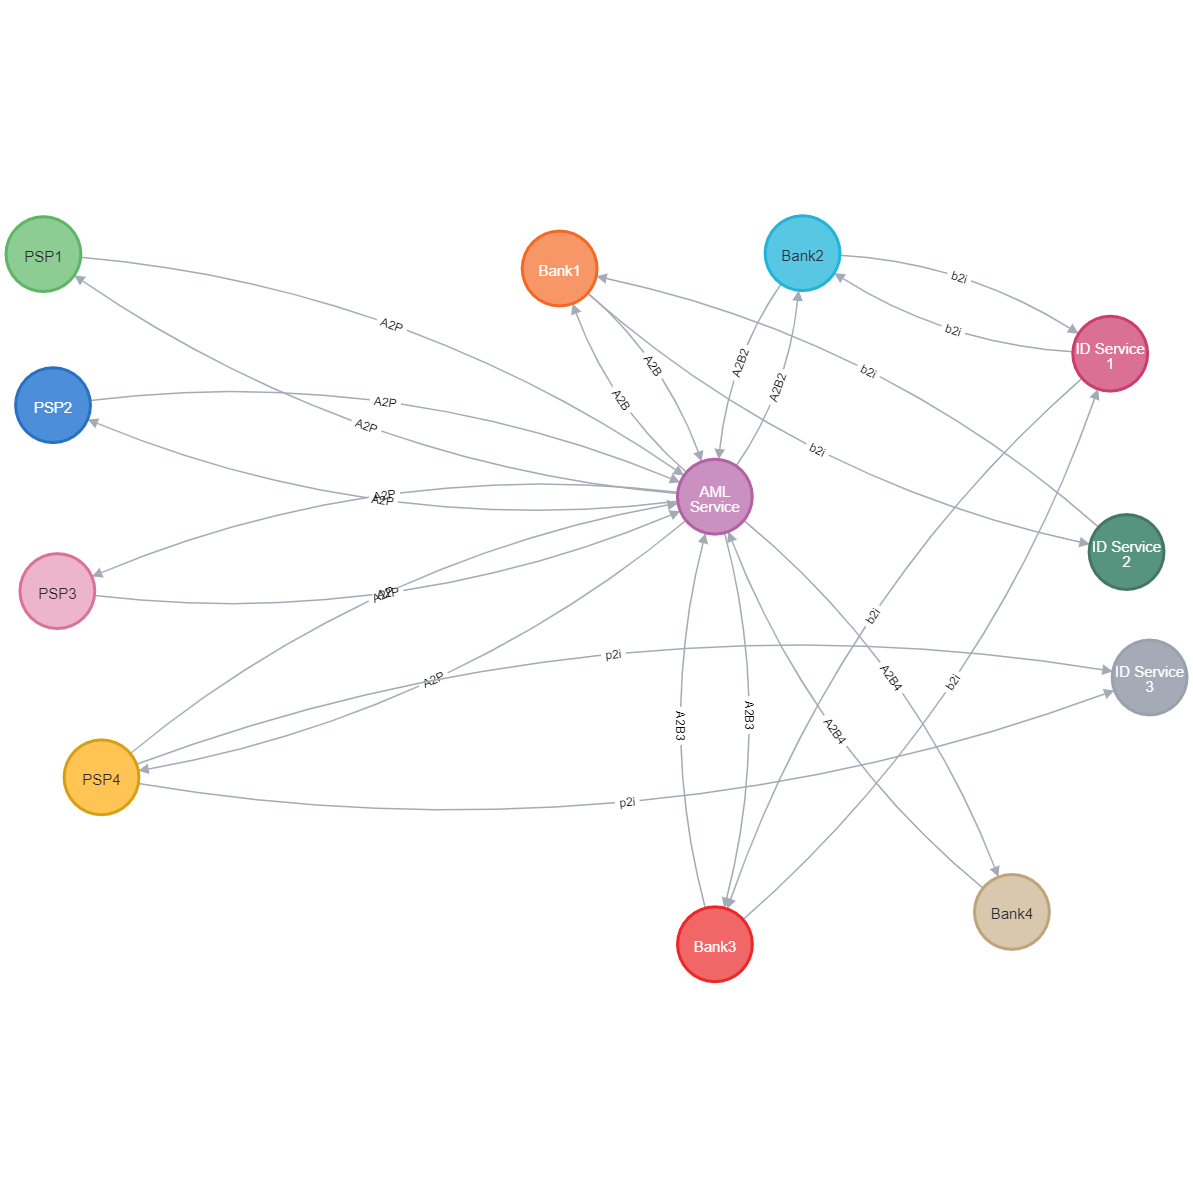 PSP1
Bank1
Bank2
b2i
A2P
b2i
ID Service
1
A2B
A2B2
b2i
A2B2
A2B
PSP2
A2P
A2P
b2i
AML
Service
A2P
A2P
ID Service
2
PSP3
A2P
A2P
b2i
p2i
A2P
A2B4
b2i
ID Service
3
A2B3
A2B3
A2B4
PSP4
p2i
Bank4
Bank3